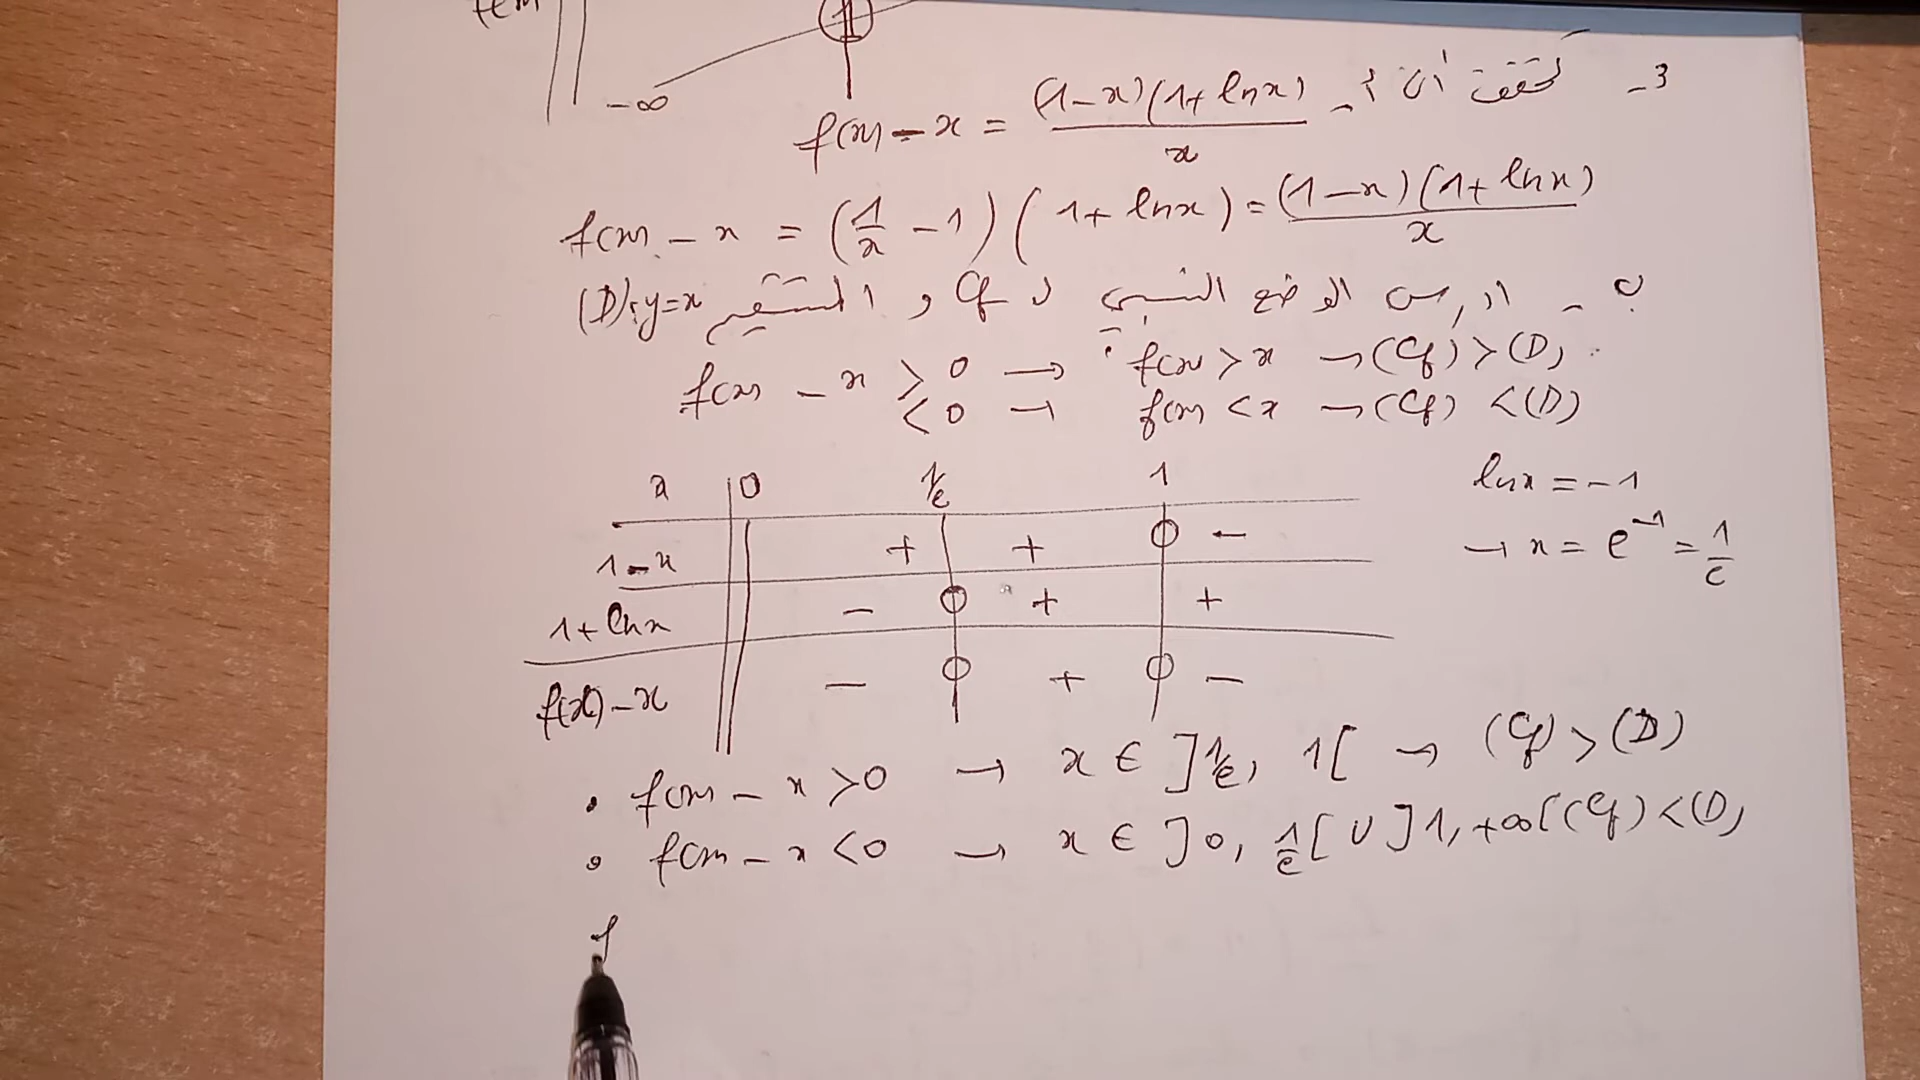 -∞
3- تحقق أن :
f(x) - x = (1-x)(1+ lnx) / x
f(x) - x = (1/x - 1)(1+ lnx) = (1-x)(1+ lnx) / x
ب - ادرس الوضع النسبي لـ Cf و المستقيم (D): y=x
f(x) - x > 0 → f(x) > x → (Cf) > (D)
< 0 → f(x) < x → (Cf) < (D)
x 0 1/e 1
1-x + + 0 -
1+ lnx - 0 + +
f(x) - x - 0 + 0 -
lnx = -1
→ x = e^-1 = 1/e
• f(x) - x > 0 → x ∈ ]1/e, 1[ → (Cf) > (D)
• f(x) - x < 0 → x ∈ ]0, 1/e[ ∪ ]1, +∞[ (Cf) < (D)
f